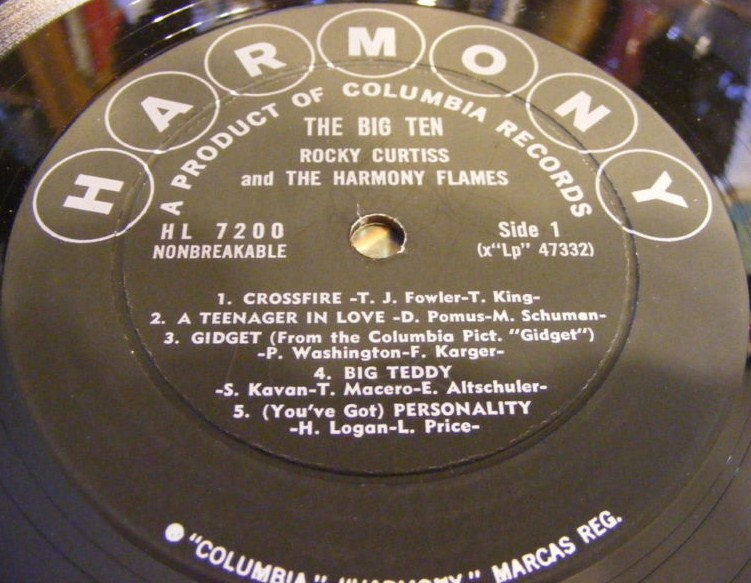 HARMONY
A PRODUCT OF COLUMBIA RECORDS
THE BIG TEN
ROCKY CURTISS
and THE HARMONY FLAMES
HL 7200
NONBREAKABLE
Side 1
(x"Lp" 47332)
1. CROSSFIRE -T. J. Fowler-T. King-
2. A TEENAGER IN LOVE -D. Pomus-M. Schuman-
3. GIDGET (From the Columbia Pict. "Gidget")
-P. Washington-F. Karger-
4. BIG TEDDY
-S. Kavan-T. Macero-E. Altschuler-
5. (You've Got) PERSONALITY
-H. Logan-L. Price-
"COLUMBIA," "HARMONY," MARCAS REG.